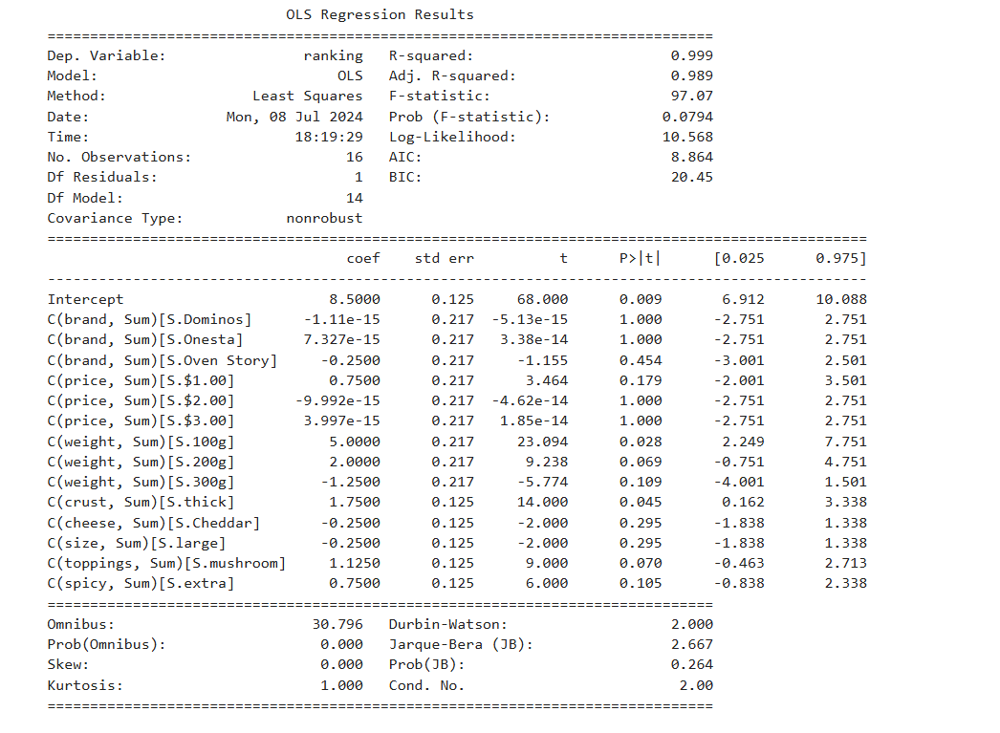 OLS Regression Results
==============================================================================
Dep. Variable: ranking R-squared: 0.999
Model: OLS Adj. R-squared: 0.989
Method: Least Squares F-statistic: 97.07
Date: Mon, 08 Jul 2024 Prob (F-statistic): 0.0794
Time: 18:19:29 Log-Likelihood: 10.568
No. Observations: 16 AIC: 8.864
Df Residuals: 1 BIC: 20.45
Df Model: 14
Covariance Type: nonrobust
================================================================================================
coef std err t P>|t| [0.025 0.975]
------------------------------------------------------------------------------------------------
Intercept 8.5000 0.125 68.000 0.009 6.912 10.088
C(brand, Sum)[S.Dominos] -1.11e-15 0.217 -5.13e-15 1.000 -2.751 2.751
C(brand, Sum)[S.Onesta] 7.327e-15 0.217 3.38e-14 1.000 -2.751 2.751
C(brand, Sum)[S.Oven Story] -0.2500 0.217 -1.155 0.454 -3.001 2.501
C(price, Sum)[S.$1.00] 0.7500 0.217 3.464 0.179 -2.001 3.501
C(price, Sum)[S.$2.00] -9.992e-15 0.217 -4.62e-14 1.000 -2.751 2.751
C(price, Sum)[S.$3.00] 3.997e-15 0.217 1.85e-14 1.000 -2.751 2.751
C(weight, Sum)[S.100g] 5.0000 0.217 23.094 0.028 2.249 7.751
C(weight, Sum)[S.200g] 2.0000 0.217 9.238 0.069 -0.751 4.751
C(weight, Sum)[S.300g] -1.2500 0.217 -5.774 0.109 -4.001 1.501
C(crust, Sum)[S.thick] 1.7500 0.125 14.000 0.045 0.162 3.338
C(cheese, Sum)[S.Cheddar] -0.2500 0.125 -2.000 0.295 -1.838 1.338
C(size, Sum)[S.large] -0.2500 0.125 -2.000 0.295 -1.838 1.338
C(toppings, Sum)[S.mushroom] 1.1250 0.125 9.000 0.070 -0.463 2.713
C(spicy, Sum)[S.extra] 0.7500 0.125 6.000 0.105 -0.838 2.338
==============================================================================
Omnibus: 30.796 Durbin-Watson: 2.000
Prob(Omnibus): 0.000 Jarque-Bera (JB): 2.667
Skew: 0.000 Prob(JB): 0.264
Kurtosis: 1.000 Cond. No. 2.00
==============================================================================